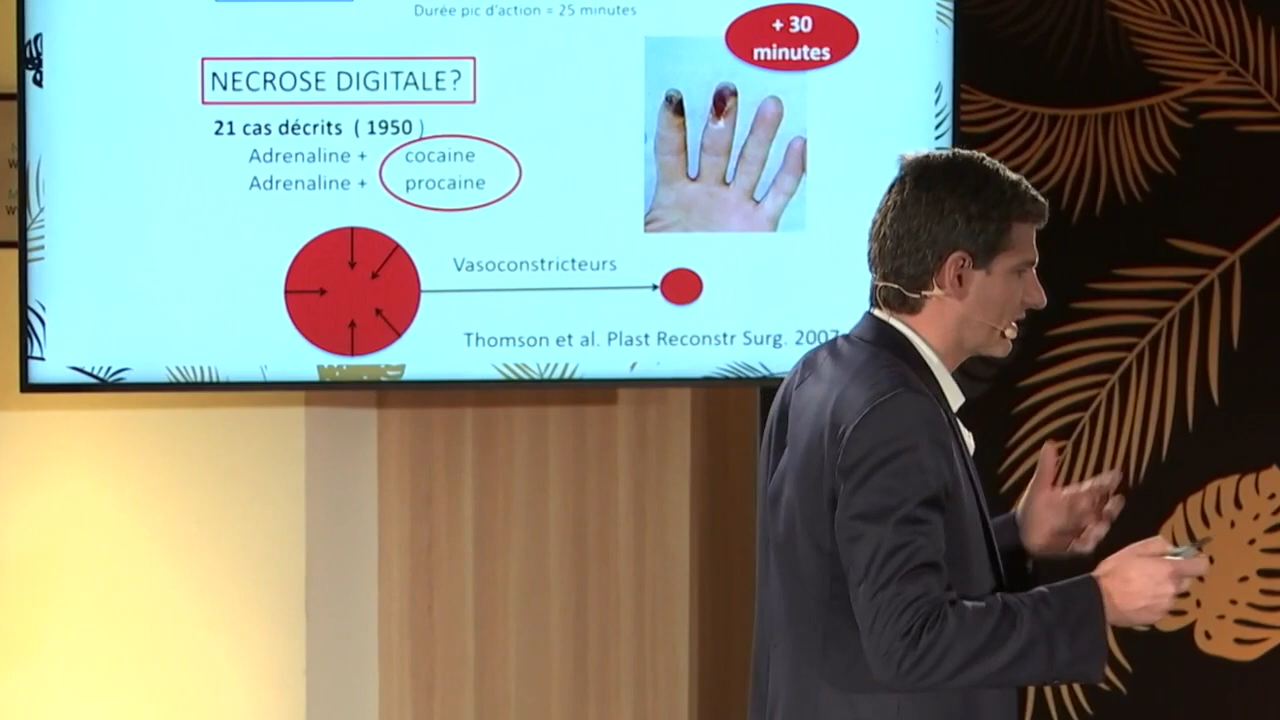 Durée pic d'action = 25 minutes
+ 30
minutes
NECROSE DIGITALE?
21 cas décrits ( 1950 )
Adrenaline + cocaine
Adrenaline + procaine
Vasoconstricteurs
Thomson et al. Plast Reconstr Surg. 2007